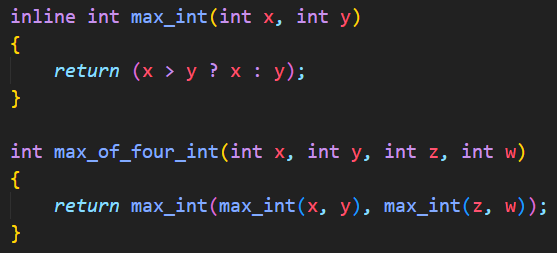 inline int max_int(int x, int y)
{
    return (x > y ? x : y);
}

int max_of_four_int(int x, int y, int z, int w)
{
    return max_int(max_int(x, y), max_int(z, w));
}